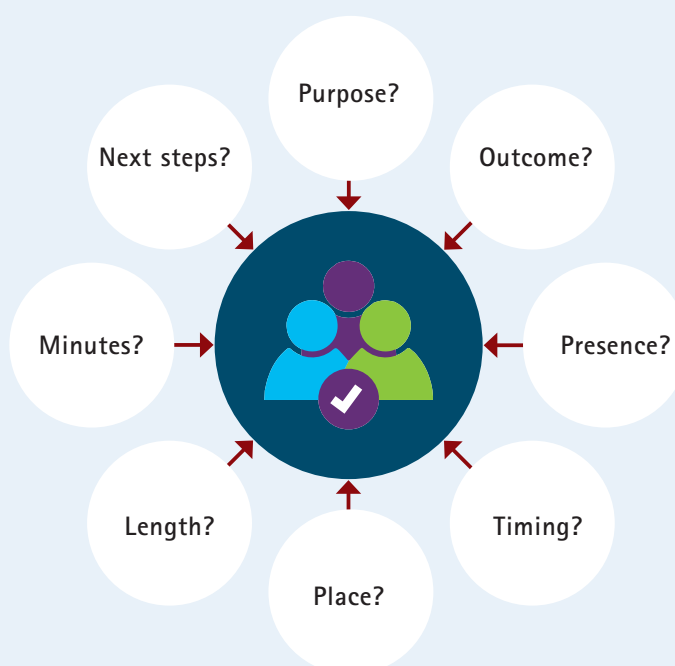 Purpose?
Outcome?
Presence?
Timing?
Place?
Length?
Minutes?
Next steps?